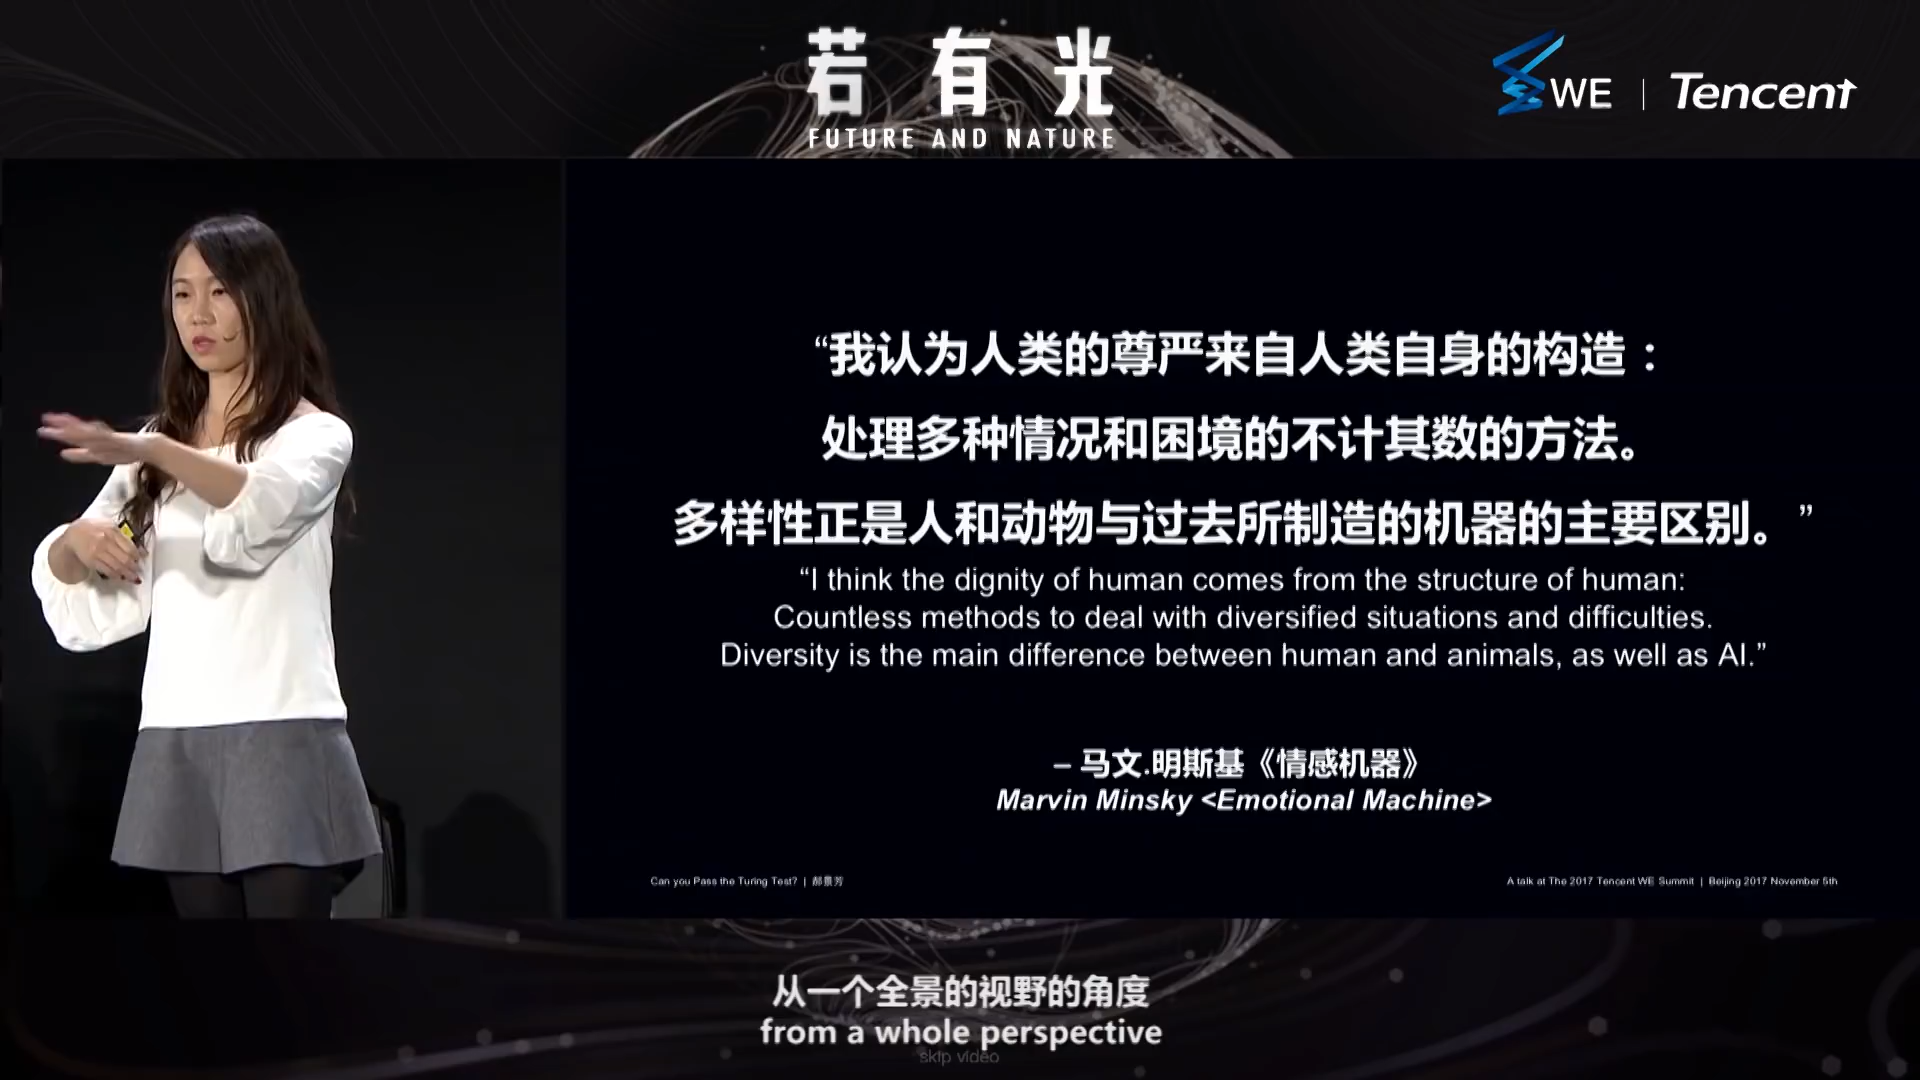 若有光
FUTURE AND NATURE
WE | Tencent
“我认为人类的尊严来自人类自身的构造：
处理多种情况和困境的不计其数的方法。
多样性正是人和动物与过去所制造的机器的主要区别。”
“I think the dignity of human comes from the structure of human:
Countless methods to deal with diversified situations and difficulties.
Diversity is the main difference between human and animals, as well as AI.”
– 马文.明斯基《情感机器》
Marvin Minsky <Emotional Machine>
Can you Pass the Turing Test? | 郝景芳
A talk at The 2017 Tencent WE Summit | Beijing 2017 November 5th
从一个全景的视野的角度
from a whole perspective
skip video